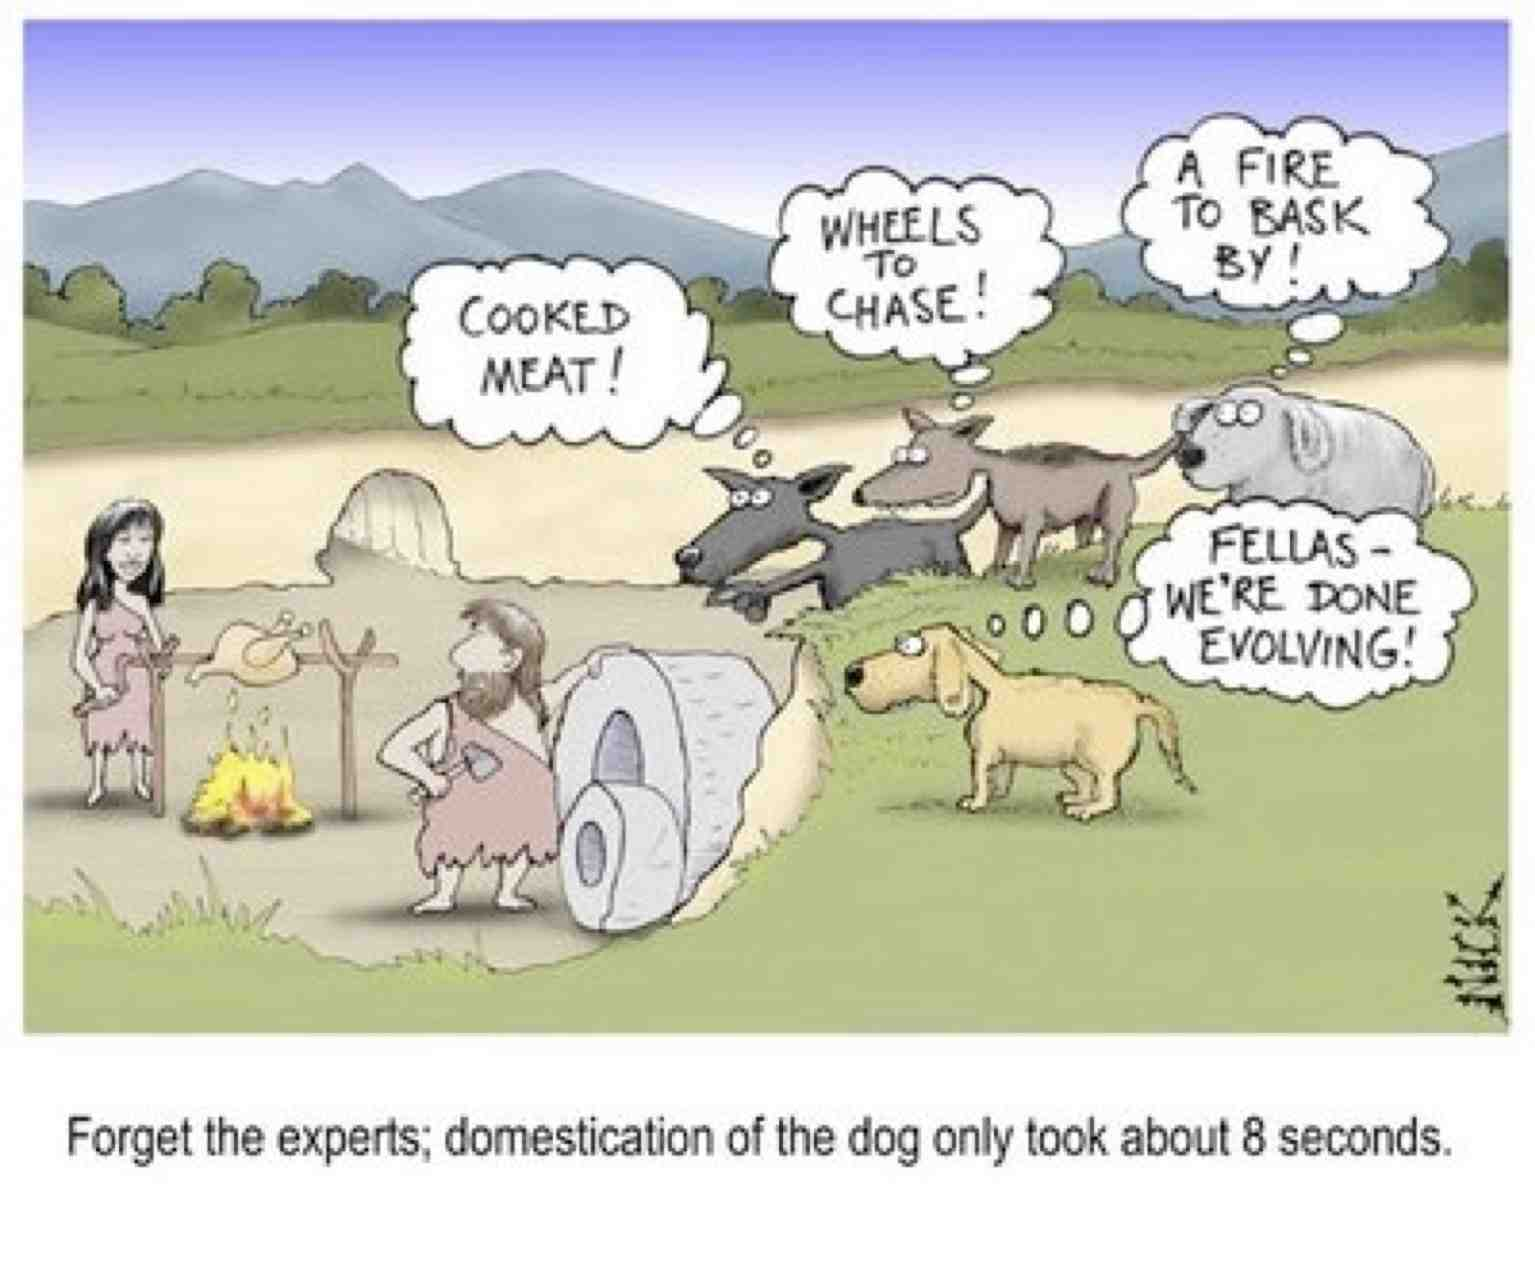 COOKED
MEAT!
WHEELS
TO
CHASE!
A FIRE
TO BASK
BY!
FELLAS -
WE'RE DONE
EVOLVING!
Forget the experts; domestication of the dog only took about 8 seconds.